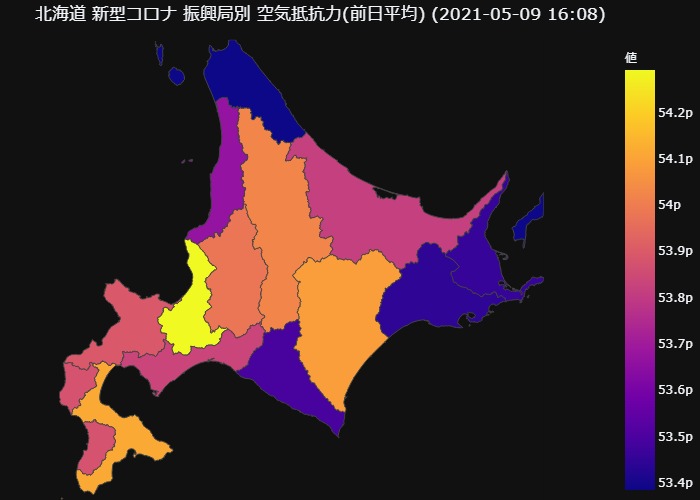 北海道 新型コロナ 振興局別 空気抵抗力(前日平均) (2021-05-09 16:08)
値
54.2p
54.1p
54p
53.9p
53.8p
53.7p
53.6p
53.5p
53.4p